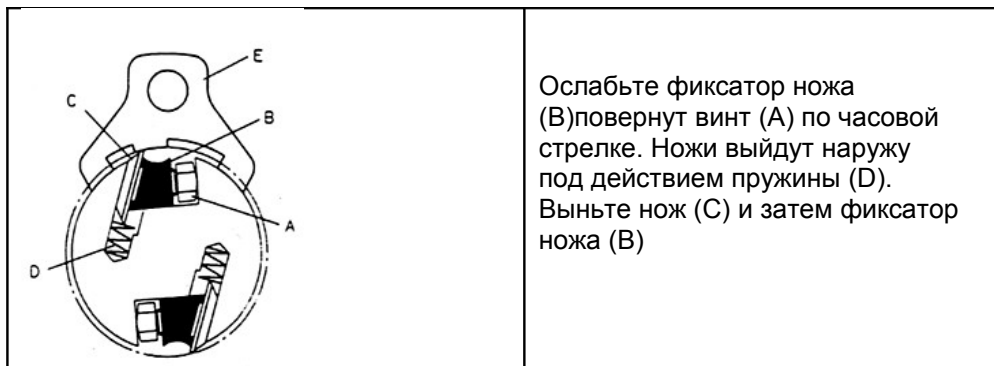 E
C
B
A
D
Ослабьте фиксатор ножа
(В)повернут винт (А) по часовой
стрелке. Ножи выйдут наружу
под действием пружины (D).
Выньте нож (С) и затем фиксатор
ножа (В)